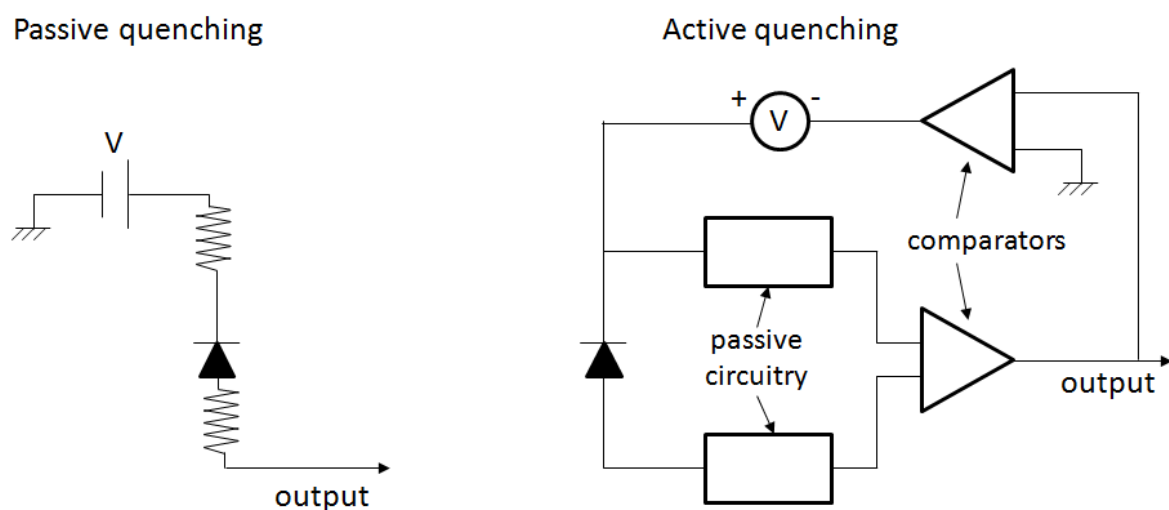 Passive quenching
V
output
Active quenching
+ V -
comparators
passive
circuitry
output